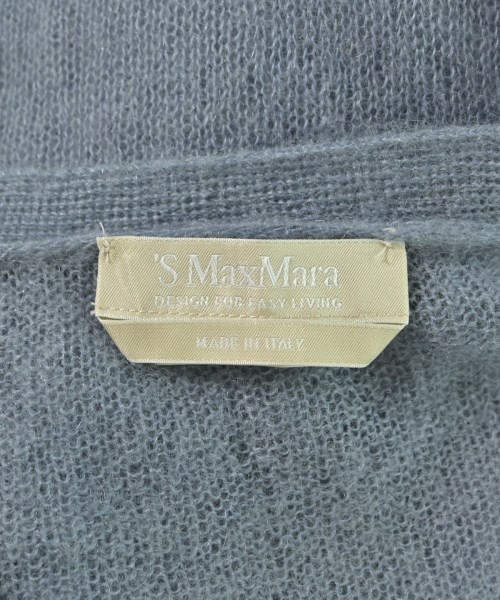 'S MaxMara
DESIGN FOR EASY LIVING
MADE IN ITALY